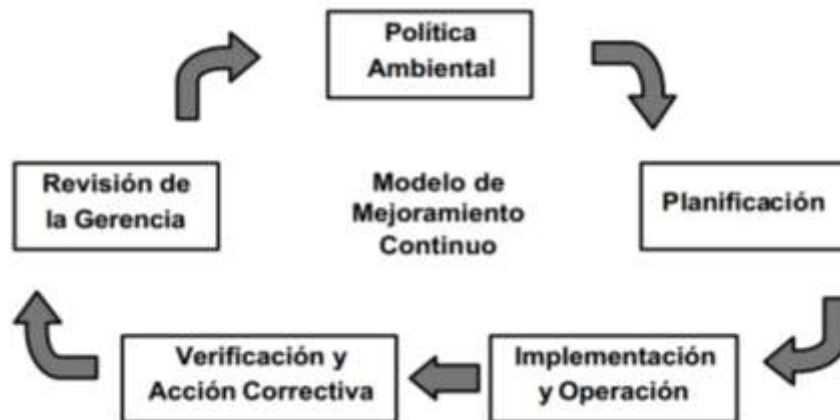 Política
Ambiental
Revisión de
la Gerencia
Modelo de
Mejoramiento
Continuo
Planificación
Verificación y
Acción Correctiva
Implementación
y Operación